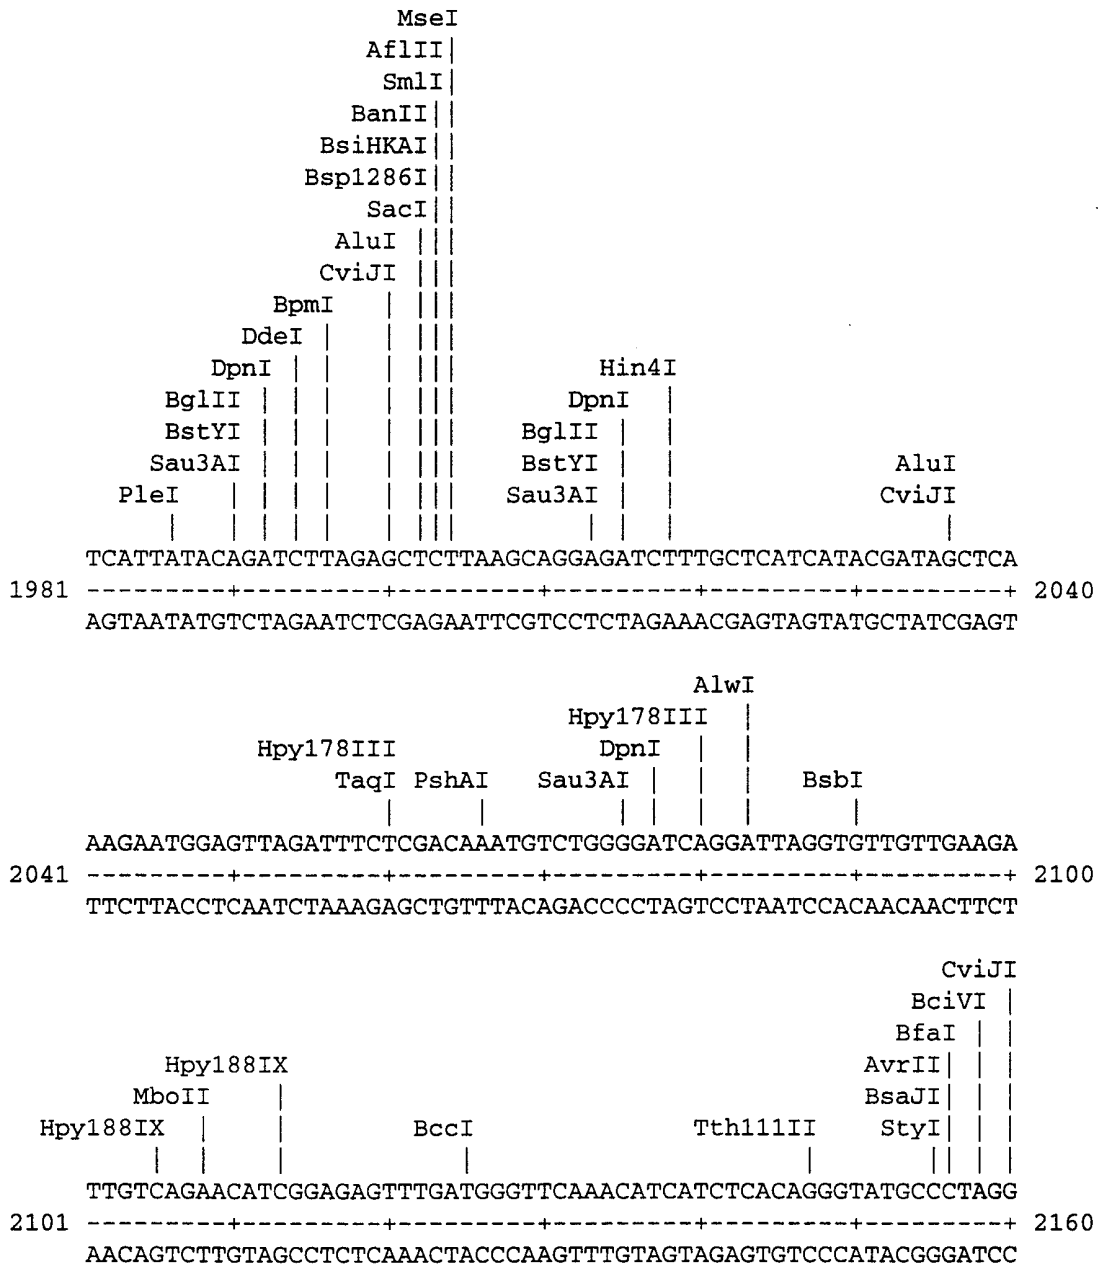 MseI
AflII|
SmlI|
BanII||
BsiHKAI||
Bsp1286I||
SacI||
AluI |||
CviJI |||
BpmI | |||
DdeI | | |||
DpnI | | | ||| Hin4I
BglII | | | | ||| DpnI |
BstYI | | | | ||| BglII | |
Sau3AI | | | | ||| BstYI | | AluI
PleI | | | | | ||| Sau3AI | | CviJI
TCATTATACAGATCTTAGAGCTCTTAAGCAGGAGATCTTTGCTCATCATACGATAGCTCA
1981 ---------+---------+---------+---------+---------+---------+ 2040
AGTAATATGTCTAGAATCTCGAGAATTCGTCCTCTAGAAACGAGTAGTATGCTATCGAGT
AlwI
Hpy178III |
Hpy178III DpnI | |
TaqI PshAI Sau3AI | | | BsbI
AAGAATGGAGTTAGATTTCTCGACAAATGTCTGGGGATCAGGATTAGGTGTTGTTGAAGA
2041 ---------+---------+---------+---------+---------+---------+ 2100
TTCTTACCTCAATCTAAAGAGCTGTTTACAGACCCCTAGTCCTAATCCACAACAACTTCT
CviJI
BciVI |
BfaI | |
Hpy188IX AvrII| | |
MboII | BsaJI| | |
Hpy188IX | | BccI Tth111II StyI| | |
TTGTCAGAACATCGGAGAGTTTGATGGGTTCAAACATCATCTCACAGGGTATGCCCTAGG
2101 ---------+---------+---------+---------+---------+---------+ 2160
AACAGTCTTGTAGCCTCTCAAACTACCCAAGTTTGTAGTAGAGTGTCCCATACGGGATCC